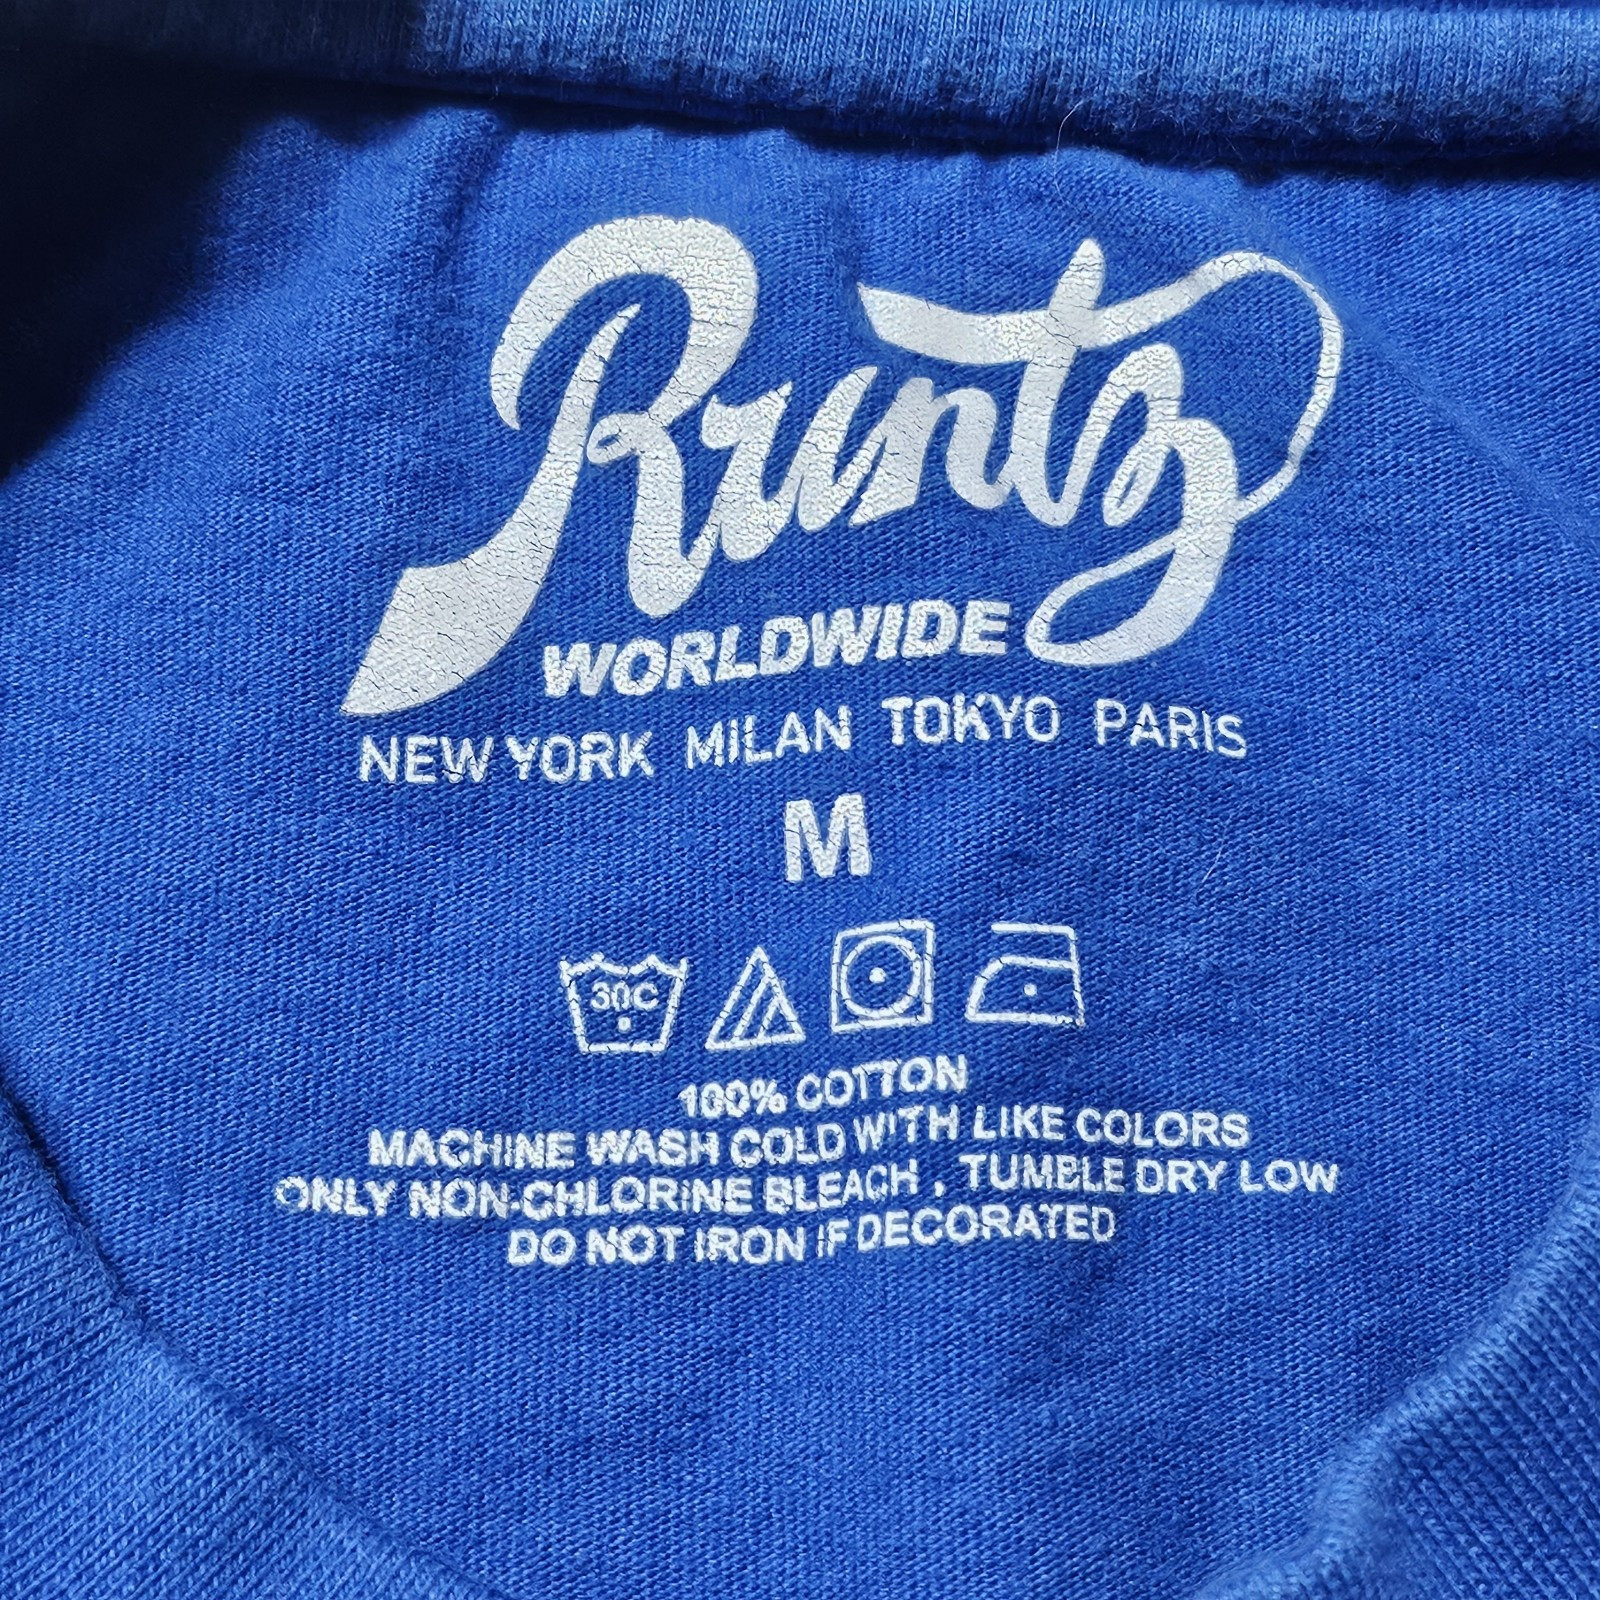 Runtz
WORLDWIDE
NEW YORK MILAN TOKYO PARIS
M
30C
100% COTTON
MACHINE WASH COLD WITH LIKE COLORS
ONLY NON-CHLORINE BLEACH , TUMBLE DRY LOW
DO NOT IRON IF DECORATED